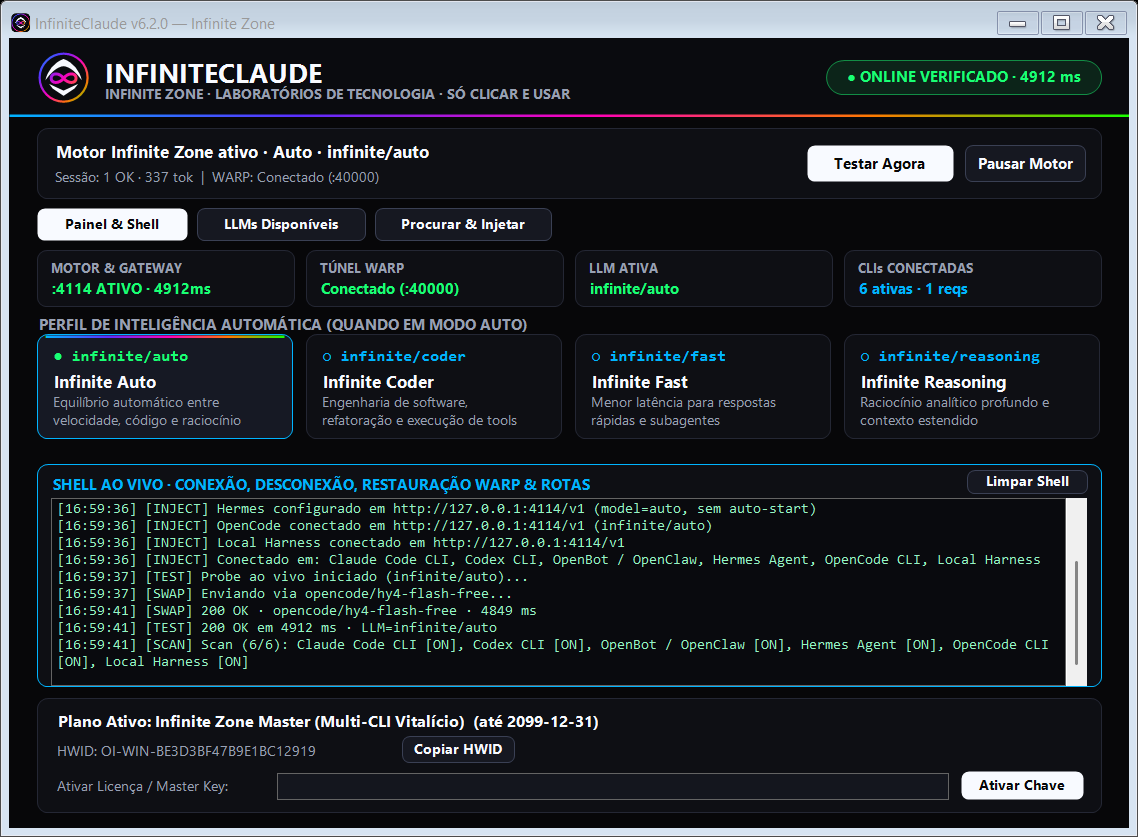 InfiniteClaude v6.2.0 — Infinite Zone
INFINITECLAUDE
INFINITE ZONE · LABORATÓRIOS DE TECNOLOGIA · SÓ CLICAR E USAR
● ONLINE VERIFICADO · 4912 ms
Motor Infinite Zone ativo · Auto · infinite/auto
Sessão: 1 OK · 337 tok | WARP: Conectado (:40000)
Testar Agora
Pausar Motor
Painel & Shell
LLMs Disponíveis
Procurar & Injetar
MOTOR & GATEWAY
:4114 ATIVO · 4912ms
TÚNEL WARP
Conectado (:40000)
LLM ATIVA
infinite/auto
CLIs CONECTADAS
6 ativas · 1 reqs
PERFIL DE INTELIGÊNCIA AUTOMÁTICA (QUANDO EM MODO AUTO)
● infinite/auto
Infinite Auto
Equilíbrio automático entre
velocidade, código e raciocínio
○ infinite/coder
Infinite Coder
Engenharia de software,
refatoração e execução de tools
○ infinite/fast
Infinite Fast
Menor latência para respostas
rápidas e subagentes
○ infinite/reasoning
Infinite Reasoning
Raciocínio analítico profundo e
contexto estendido
SHELL AO VIVO · CONEXÃO, DESCONEXÃO, RESTAURAÇÃO WARP & ROTAS
Limpar Shell
[16:59:36] [INJECT] Hermes configurado em http://127.0.0.1:4114/v1 (model=auto, sem auto-start)
[16:59:36] [INJECT] OpenCode conectado em http://127.0.0.1:4114/v1 (infinite/auto)
[16:59:36] [INJECT] Local Harness conectado em http://127.0.0.1:4114/v1
[16:59:36] [INJECT] Conectado em: Claude Code CLI, Codex CLI, OpenBot / OpenClaw, Hermes Agent, OpenCode CLI, Local Harness
[16:59:37] [TEST] Probe ao vivo iniciado (infinite/auto)...
[16:59:37] [SWAP] Enviando via opencode/hy4-flash-free...
[16:59:41] [SWAP] 200 OK · opencode/hy4-flash-free · 4849 ms
[16:59:41] [TEST] 200 OK em 4912 ms · LLM=infinite/auto
[16:59:41] [SCAN] Scan (6/6): Claude Code CLI [ON], Codex CLI [ON], OpenBot / OpenClaw [ON], Hermes Agent [ON], OpenCode CLI
[ON], Local Harness [ON]
Plano Ativo: Infinite Zone Master (Multi-CLI Vitalício) (até 2099-12-31)
HWID: OI-WIN-BE3D3BF47B9E1BC12919
Copiar HWID
Ativar Licença / Master Key:
Ativar Chave